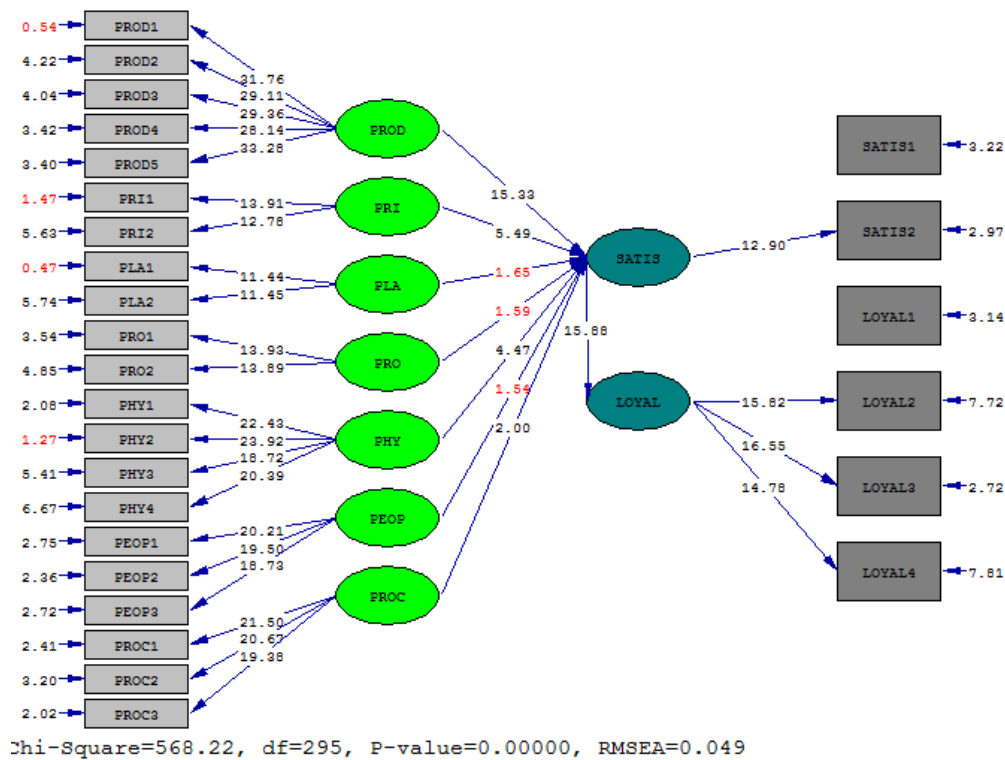 0.54 PROD1
4.22 PROD2
4.04 PROD3
3.42 PROD4
3.40 PROD5
1.47 PRI1
5.63 PRI2
0.47 PLA1
5.74 PLA2
3.54 PRO1
4.85 PRO2
2.08 PHY1
1.27 PHY2
5.41 PHY3
6.67 PHY4
2.75 PEOP1
2.36 PEOP2
2.72 PEOP3
2.41 PROC1
3.20 PROC2
2.02 PROC3
31.76
29.11
29.36
28.14
33.28
13.91
12.78
11.44
11.45
13.93
13.89
22.43
23.92
18.72
20.39
20.21
19.50
18.73
21.50
20.67
19.38
PROD
PRI
PLA
PRO
PHY
PEOP
PROC
15.33
5.49
1.65
1.59
4.47
1.54
2.00
SATIS
15.88
LOYAL
12.90
15.82
16.55
14.78
SATIS1 3.22
SATIS2 2.97
LOYAL1 3.14
LOYAL2 7.72
LOYAL3 2.72
LOYAL4 7.81
Chi-Square=568.22, df=295, P-value=0.00000, RMSEA=0.049